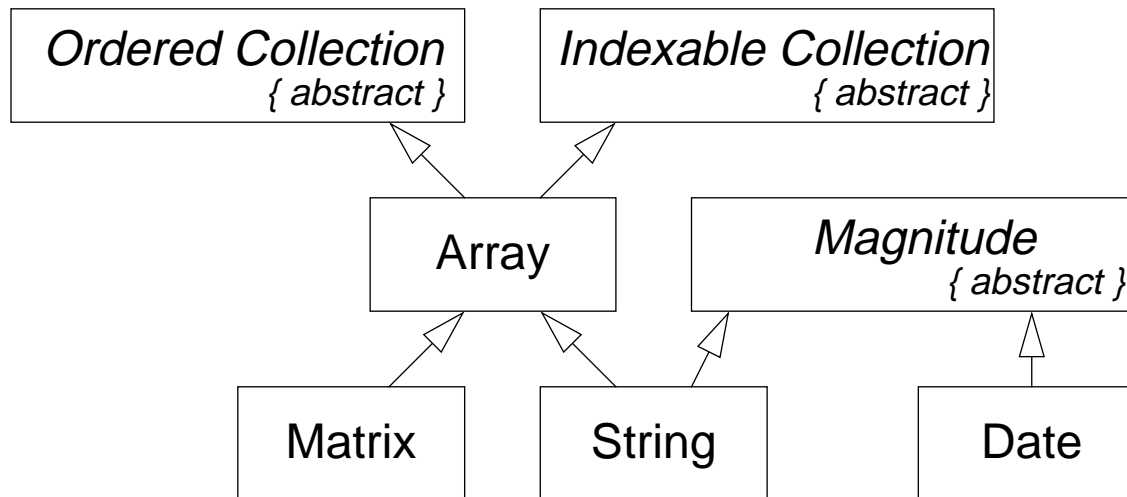 Ordered Collection
{ abstract }
Indexable Collection
{ abstract }
Array
Magnitude
{ abstract }
Matrix
String
Date